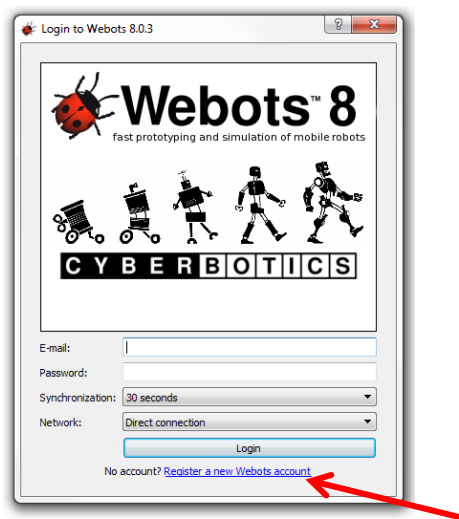 Login to Webots 8.0.3
Webots™ 8
fast prototyping and simulation of mobile robots
CYBERBOTICS
E-mail:
Password:
Synchronization: 30 seconds
Network: Direct connection
Login
No account? Register a new Webots account